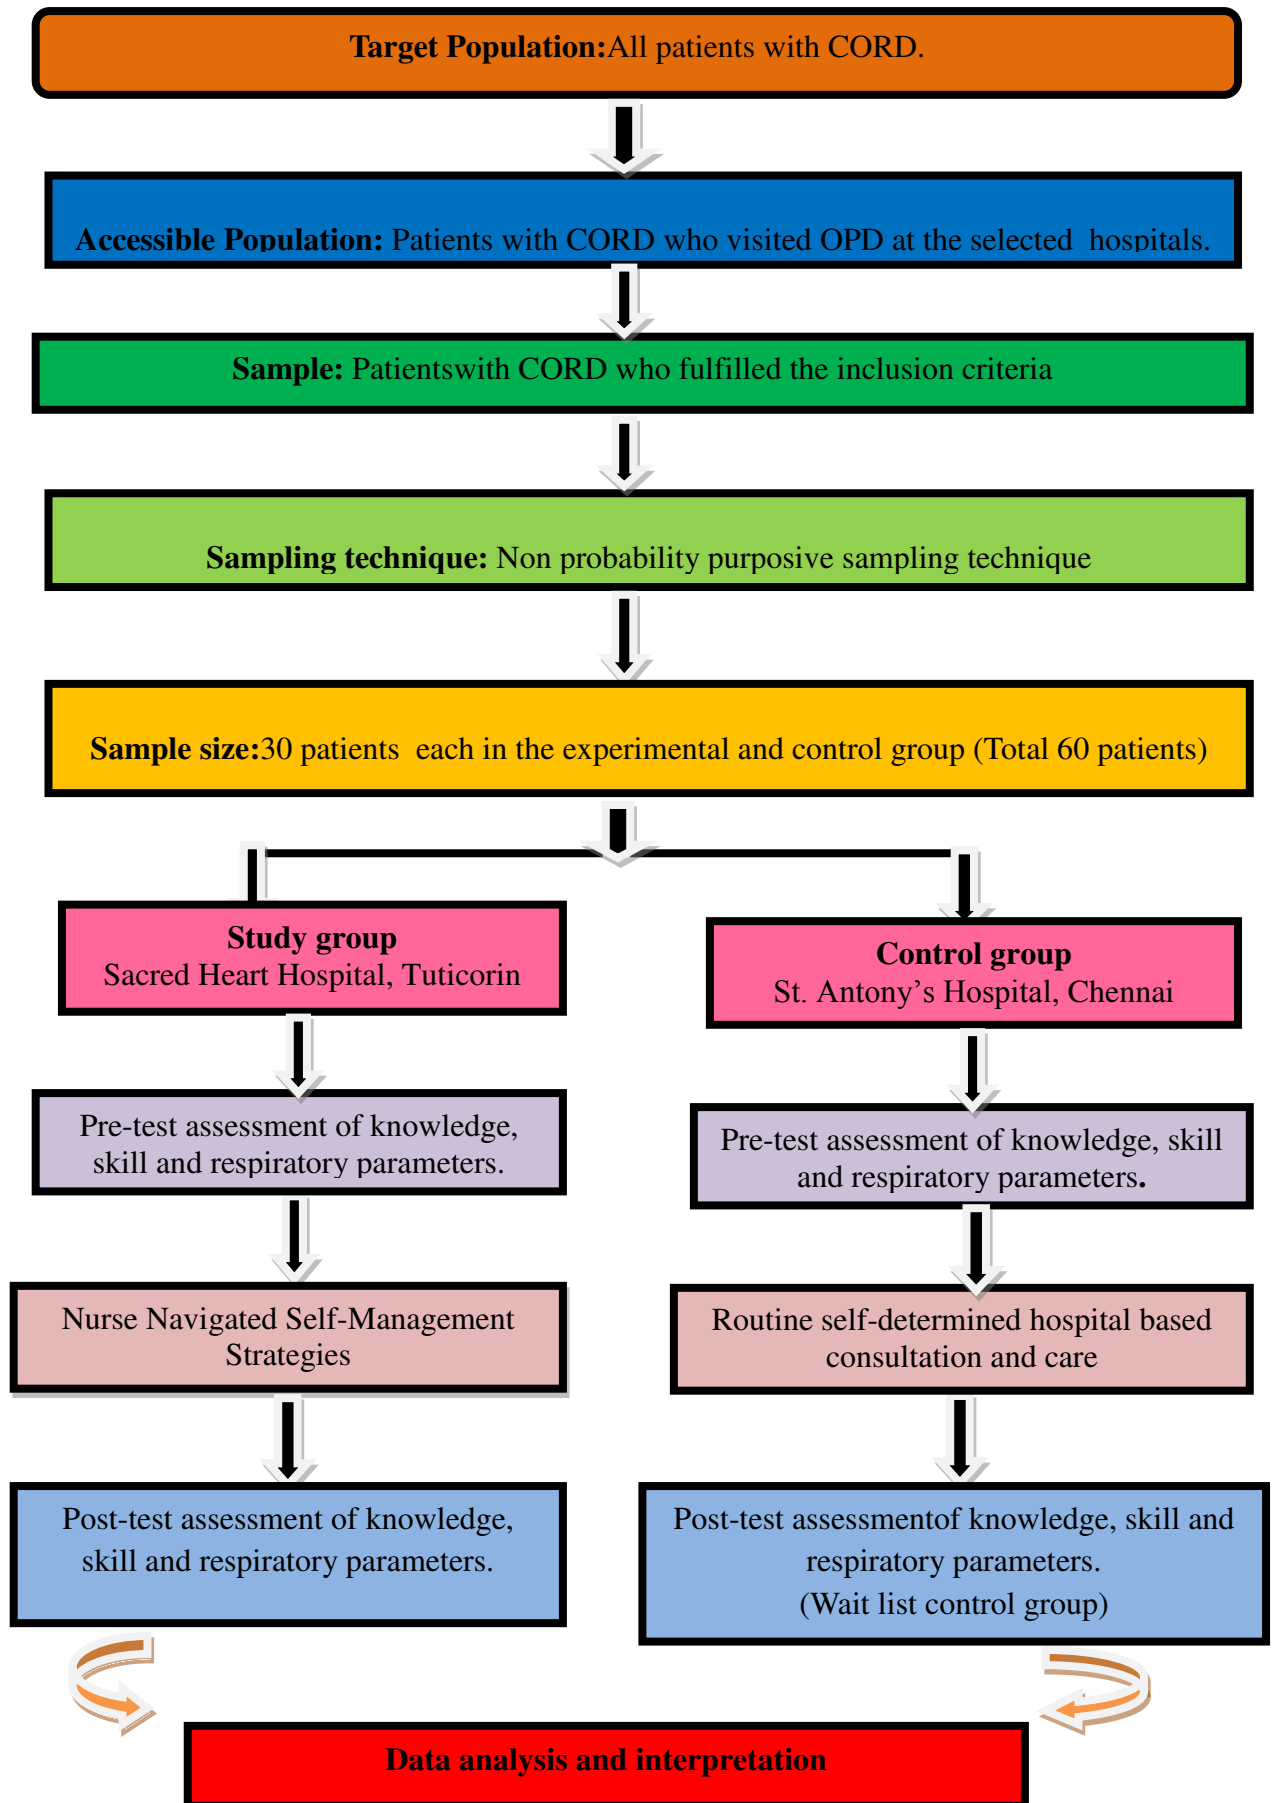 Target Population:All patients with CORD.
Accessible Population: Patients with CORD who visited OPD at the selected hospitals.
Sample: Patientswith CORD who fulfilled the inclusion criteria
Sampling technique: Non probability purposive sampling technique
Sample size:30 patients each in the experimental and control group (Total 60 patients)
Study group
Sacred Heart Hospital, Tuticorin
Control group
St. Antony's Hospital, Chennai
Pre-test assessment of knowledge,
skill and respiratory parameters.
Pre-test assessment of knowledge, skill
and respiratory parameters.
Nurse Navigated Self-Management
Strategies
Routine self-determined hospital based
consultation and care
Post-test assessment of knowledge,
skill and respiratory parameters.
Post-test assessmentof knowledge, skill and
respiratory parameters.
(Wait list control group)
Data analysis and interpretation